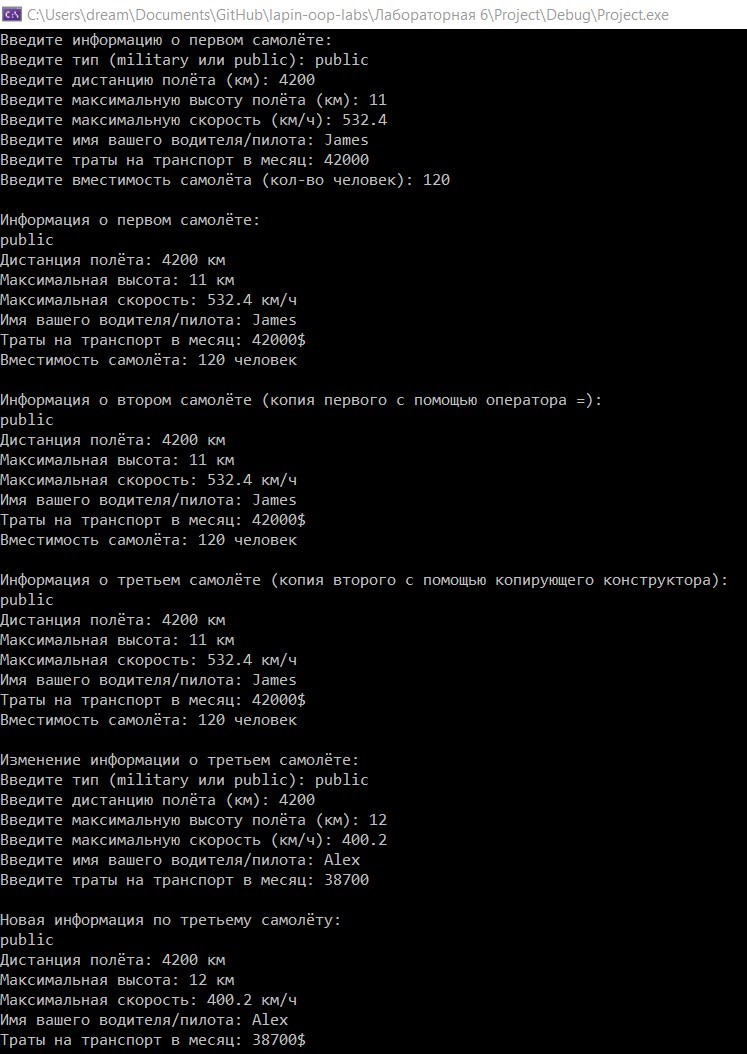 C:\Users\dream\Documents\GitHub\lapin-oop-labs\Лабораторная 6\Project\Debug\Project.exe
Введите информацию о первом самолёте:
Введите тип (military или public): public
Введите дистанцию полёта (км): 4200
Введите максимальную высоту полёта (км): 11
Введите максимальную скорость (км/ч): 532.4
Введите имя вашего водителя/пилота: James
Введите траты на транспорт в месяц: 42000
Введите вместимость самолёта (кол-во человек): 120

Информация о первом самолёте:
public
Дистанция полёта: 4200 км
Максимальная высота: 11 км
Максимальная скорость: 532.4 км/ч
Имя вашего водителя/пилота: James
Траты на транспорт в месяц: 42000$
Вместимость самолёта: 120 человек

Информация о втором самолёте (копия первого с помощью оператора =):
public
Дистанция полёта: 4200 км
Максимальная высота: 11 км
Максимальная скорость: 532.4 км/ч
Имя вашего водителя/пилота: James
Траты на транспорт в месяц: 42000$
Вместимость самолёта: 120 человек

Информация о третьем самолёте (копия второго с помощью копирующего конструктора):
public
Дистанция полёта: 4200 км
Максимальная высота: 11 км
Максимальная скорость: 532.4 км/ч
Имя вашего водителя/пилота: James
Траты на транспорт в месяц: 42000$
Вместимость самолёта: 120 человек

Изменение информации о третьем самолёте:
Введите тип (military или public): public
Введите дистанцию полёта (км): 4200
Введите максимальную высоту полёта (км): 12
Введите максимальную скорость (км/ч): 400.2
Введите имя вашего водителя/пилота: Alex
Введите траты на транспорт в месяц: 38700

Новая информация по третьему самолёту:
public
Дистанция полёта: 4200 км
Максимальная высота: 12 км
Максимальная скорость: 400.2 км/ч
Имя вашего водителя/пилота: Alex
Траты на транспорт в месяц: 38700$